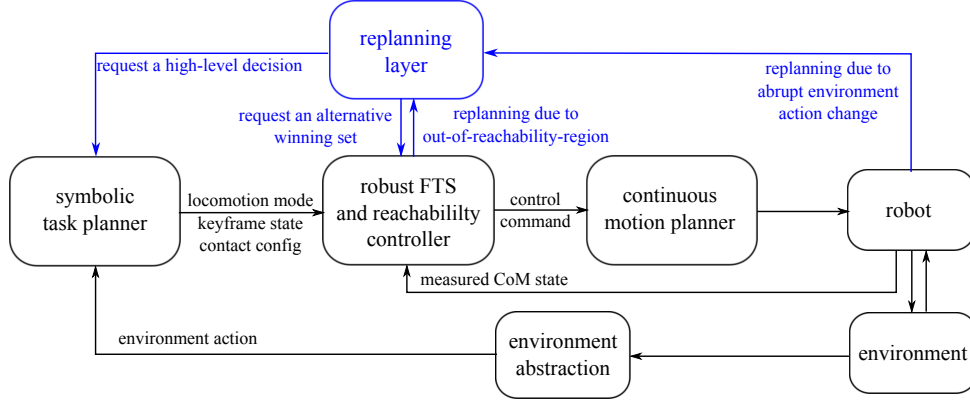 replanning
layer
request a high-level decision
replanning due to
abrupt environment
action change
request an alternative
winning set
replanning due to
out-of-reachability-region
symbolic
task planner
locomotion mode
keyframe state
contact config
robust FTS
and reachabililty
controller
control
command
continuous
motion planner
robot
measured CoM state
environment action
environment
abstraction
environment